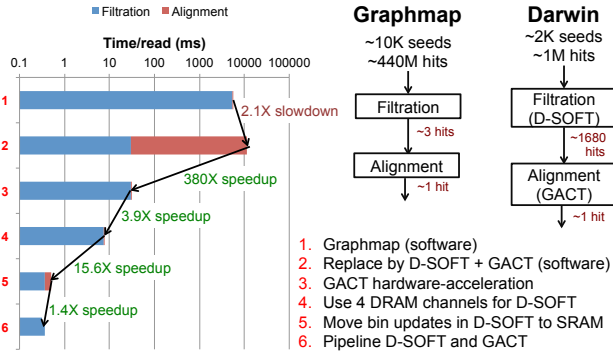 Filtration Alignment
Time/read (ms)
0.1 1 10 100 1000 10000 100000
1
2.1X slowdown
2
380X speedup
3
3.9X speedup
4
15.6X speedup
5
1.4X speedup
6
Graphmap
~10K seeds
~440M hits
Filtration
~3 hits
Alignment
~1 hit
Darwin
~2K seeds
~1M hits
Filtration
(D-SOFT)
~1680
hits
Alignment
(GACT)
~1 hit
1. Graphmap (software)
2. Replace by D-SOFT + GACT (software)
3. GACT hardware-acceleration
4. Use 4 DRAM channels for D-SOFT
5. Move bin updates in D-SOFT to SRAM
6. Pipeline D-SOFT and GACT